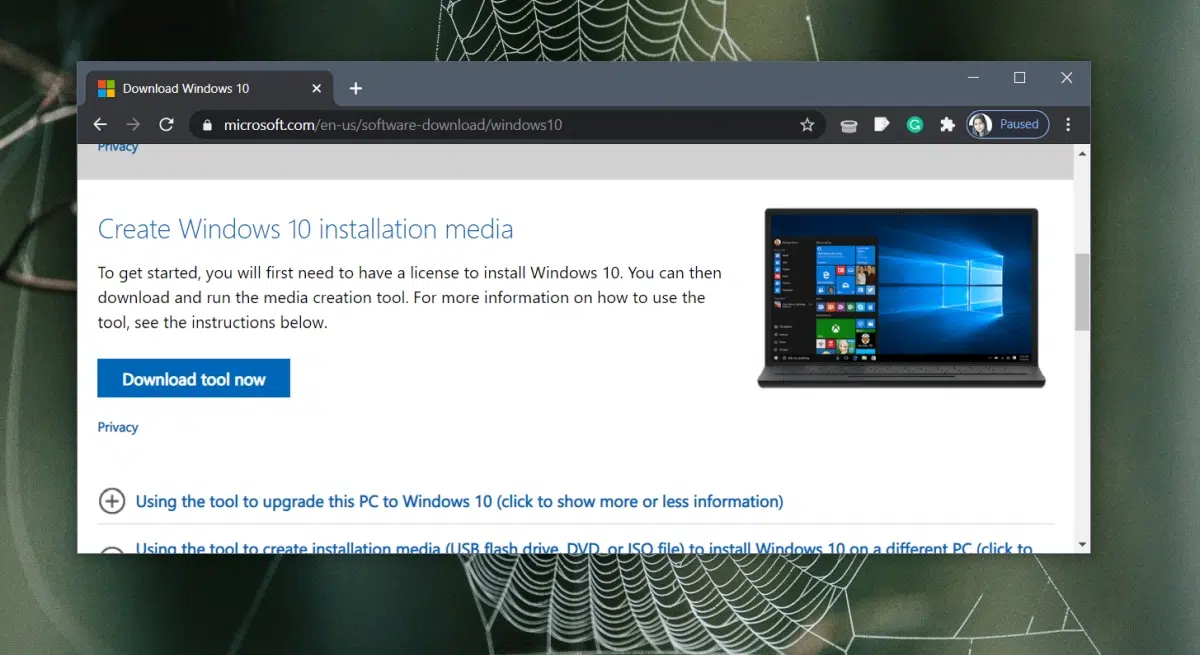 Download Windows 10
microsoft.com/en-us/software-download/windows10
Paused
Privacy
Create Windows 10 installation media
To get started, you will first need to have a license to install Windows 10. You can then
download and run the media creation tool. For more information on how to use the
tool, see the instructions below.
Download tool now
Privacy
Using the tool to upgrade this PC to Windows 10 (click to show more or less information)
Using the tool to create installation media (USB flash drive, DVD, or ISO file) to install Windows 10 on a different PC (click to